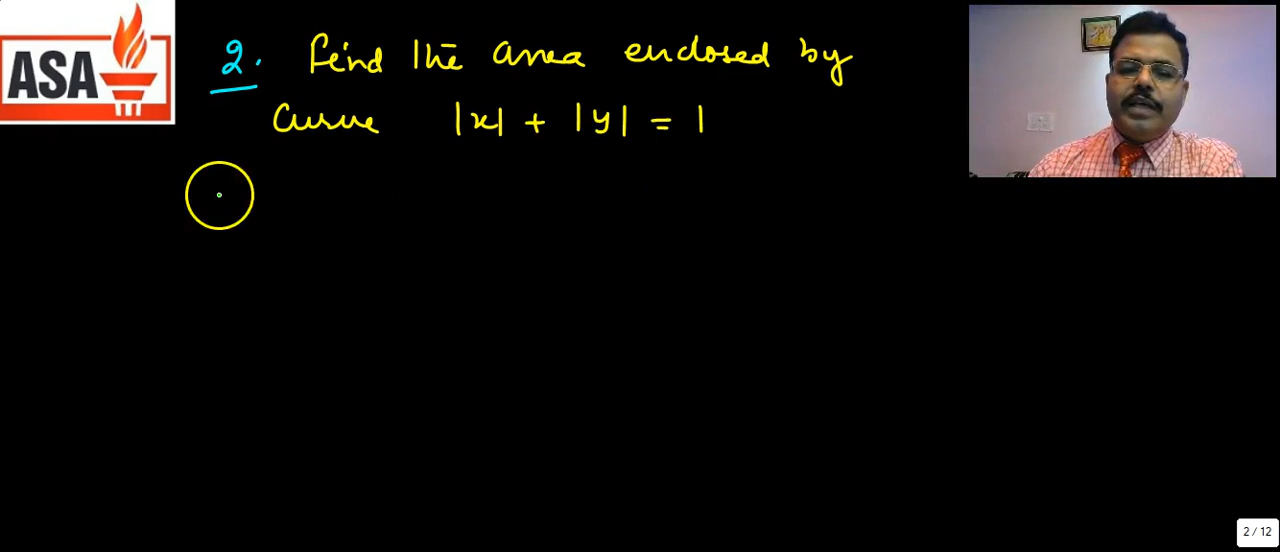 ASA
2. Find the area enclosed by
Curve |x| + |y| = 1
2 / 12